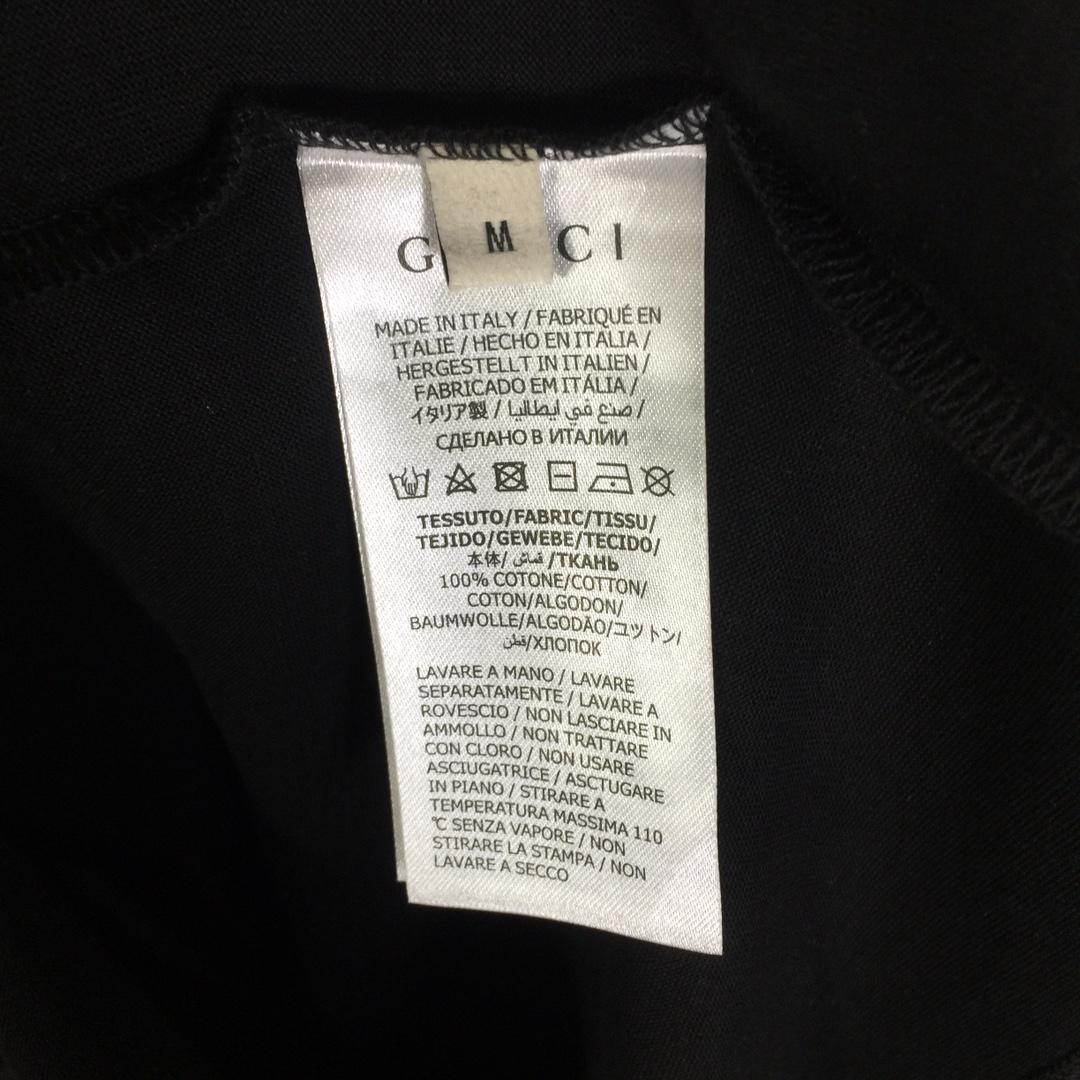 M
G CI
MADE IN ITALY / FABRIQUÉ EN
ITALIE / HECHO EN ITALIA /
HERGESTELLT IN ITALIEN /
FABRICADO EM ITÁLIA /
イタリア製 / صنع في ايطاليا /
СДЕЛАНО В ИТАЛИИ
TESSUTO/FABRIC/TISSU/
TEJIDO/GEWEBE/TECIDO/
本体/ قماش /ТКАНЬ
100% COTONE/COTTON/
COTON/ALGODON/
BAUMWOLLE/ALGODÃO/ユツトン/
قطن/ХЛОПОК
LAVARE A MANO / LAVARE
SEPARATAMENTE / LAVARE A
ROVESCIO / NON LASCIARE IN
AMMOLLO / NON TRATTARE
CON CLORO / NON USARE
ASCIUGATRICE / ASCTUGARE
IN PIANO / STIRARE A
TEMPERATURA MASSIMA 110
°C SENZA VAPORE / NON
STIRARE LA STAMPA / NON
LAVARE A SECCO